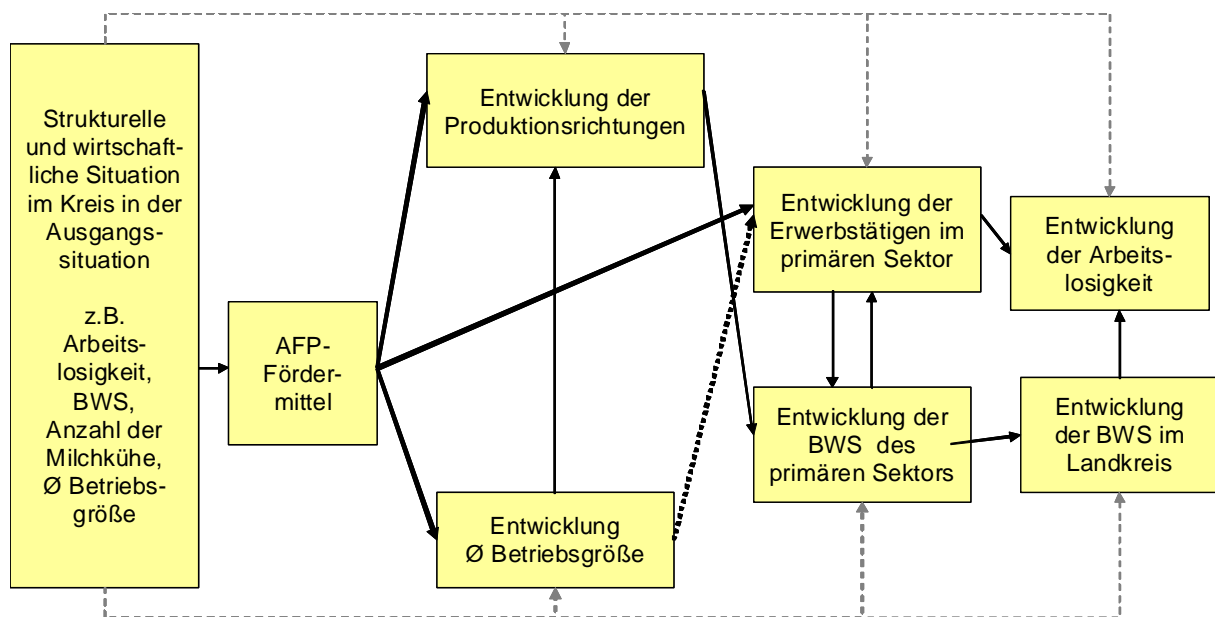 Strukturelle
und wirtschaft-
liche Situation
im Kreis in der
Ausgangs-
situation
z.B.
Arbeits-
losigkeit,
BWS,
Anzahl der
Milchkühe,
Ø Betriebs-
größe
AFP-
Förder-
mittel
Entwicklung der
Produktionsrichtungen
Entwicklung
Ø Betriebsgröße
Entwicklung der
Erwerbstätigen im
primären Sektor
Entwicklung der
BWS des
primären Sektors
Entwicklung
der Arbeits-
losigkeit
Entwicklung
der BWS im
Landkreis